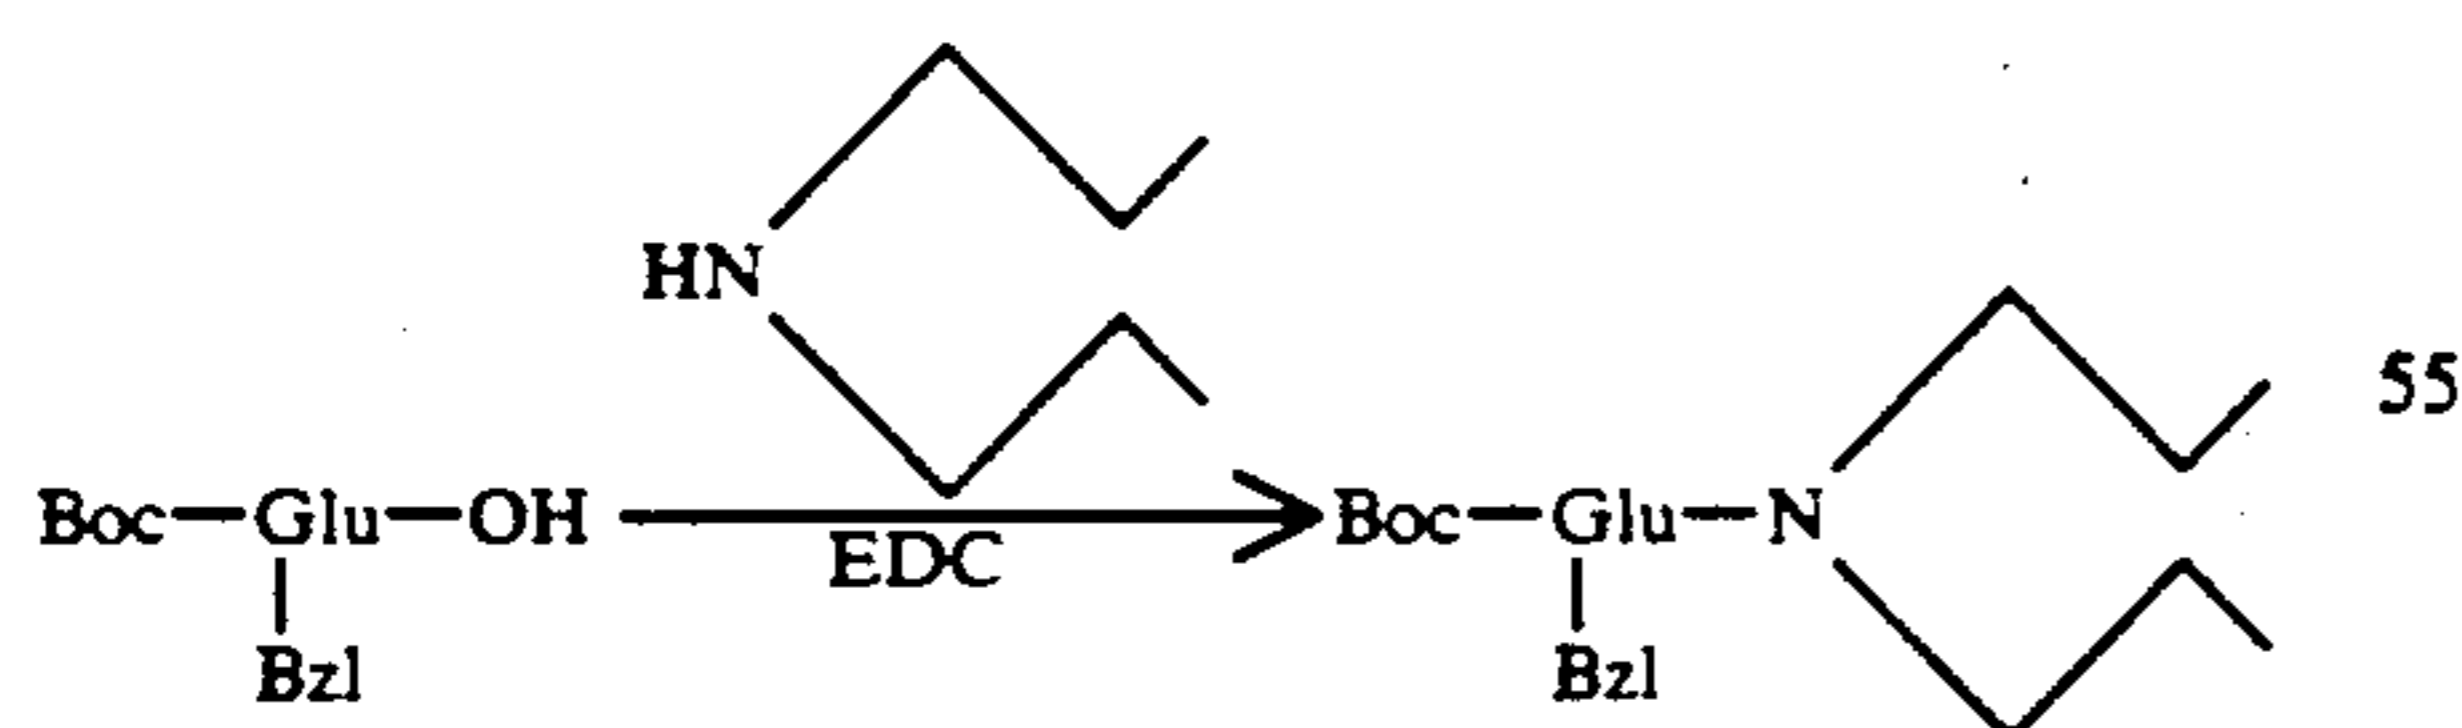 HN
55
Boc—Glu—OH
EDC
Boc—Glu—N
Bzl
Bzl